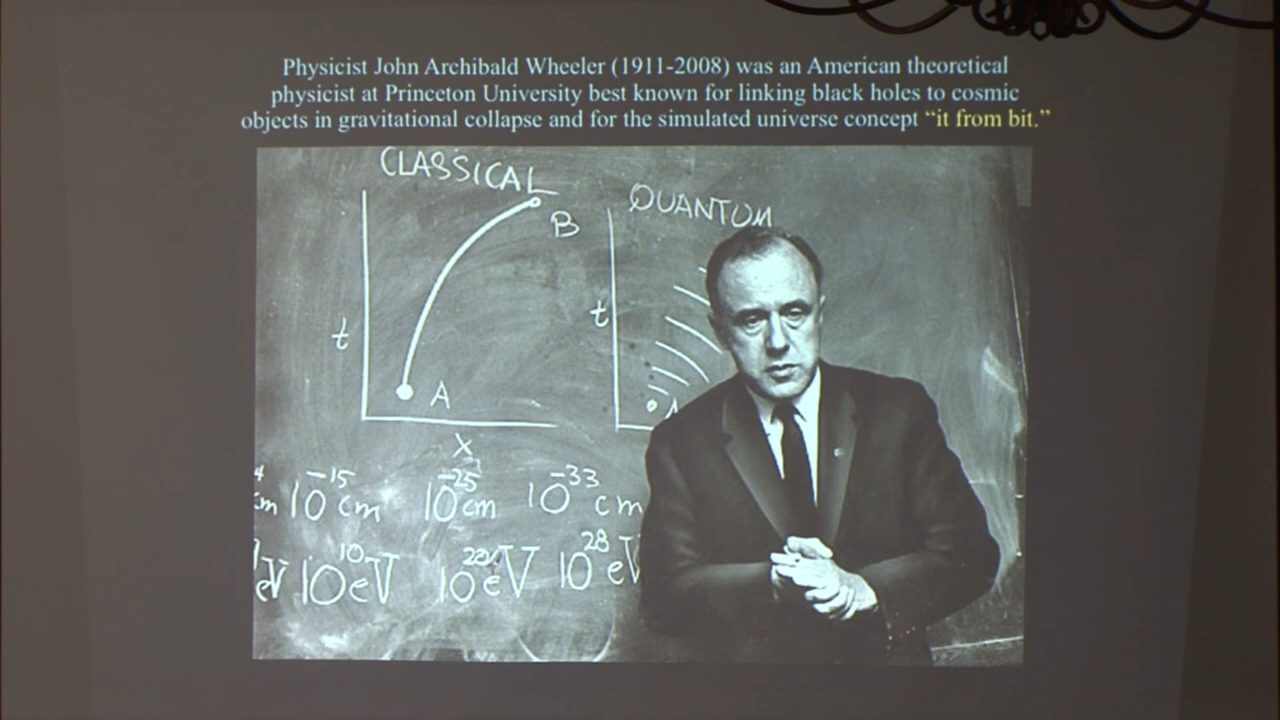 Physicist John Archibald Wheeler (1911-2008) was an American theoretical
physicist at Princeton University best known for linking black holes to cosmic
objects in gravitational collapse and for the simulated universe concept “it from bit.”
CLASSICAL
QUANTUM
B
t
t
A
x
cm 10^-15 cm 10^-25 cm 10^-33 cm
eV 10^10 eV 10^20 eV 10^28 eV